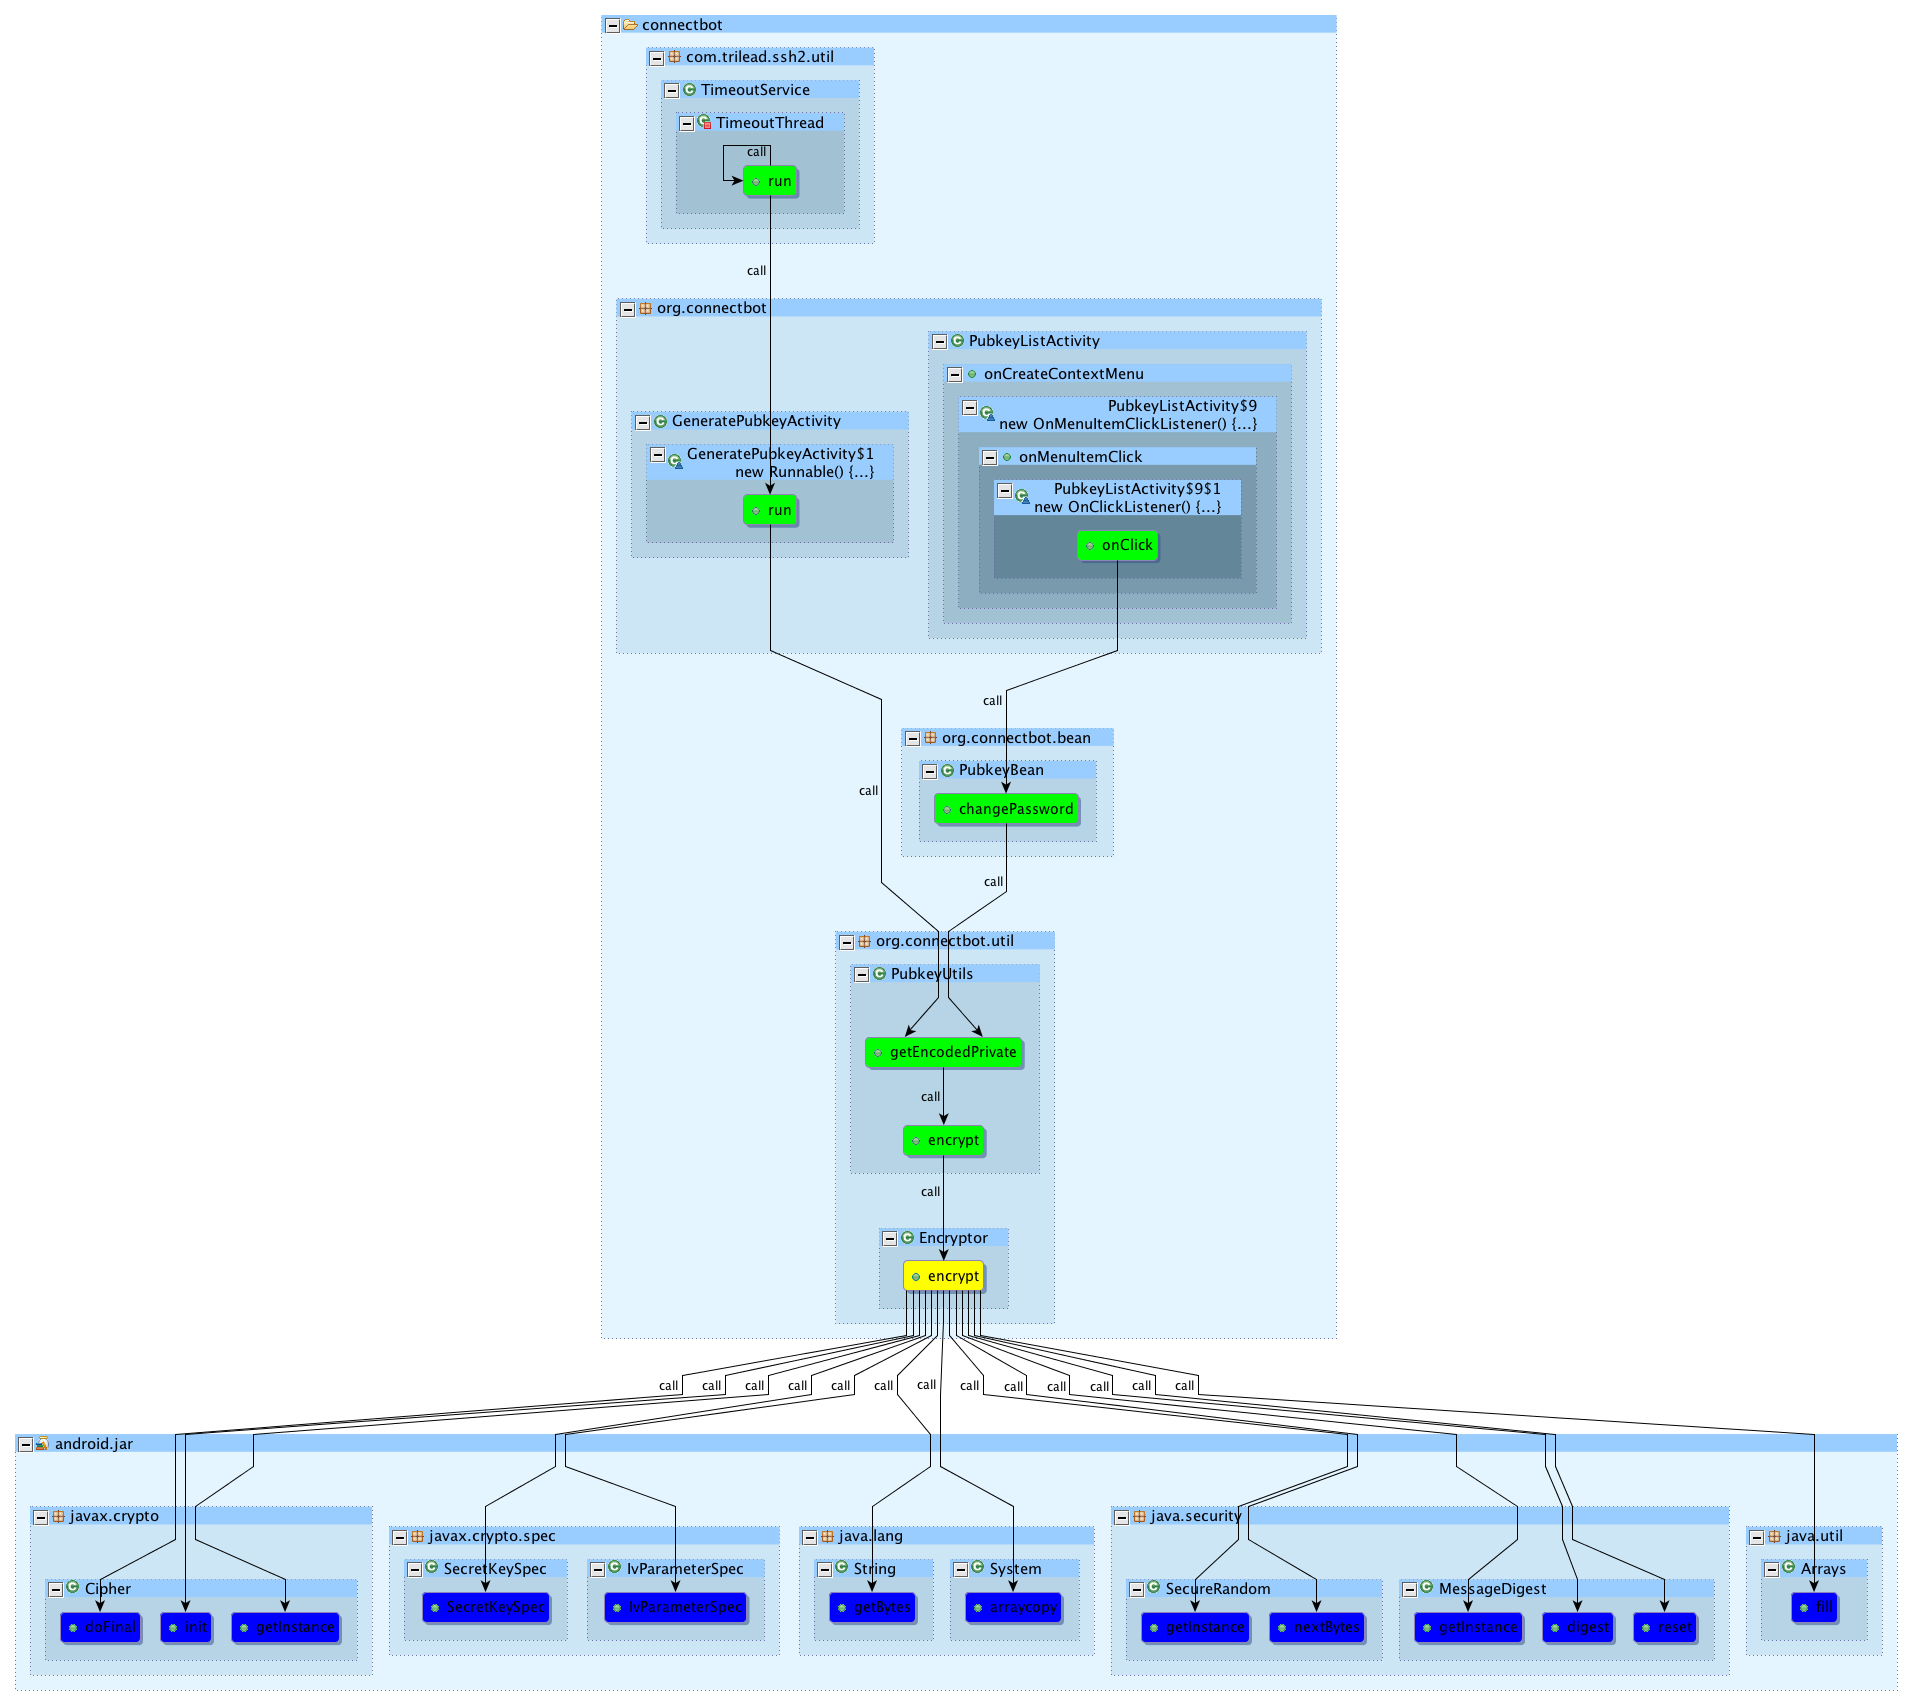 connectbot
com.trilead.ssh2.util
TimeoutService
TimeoutThread
call
run
call
org.connectbot
PubkeyListActivity
onCreateContextMenu
PubkeyListActivity$9
new OnMenuItemClickListener() {...}
GeneratePubkeyActivity
GeneratePubkeyActivity$1
new Runnable() {...}
onMenuItemClick
PubkeyListActivity$9$1
new OnClickListener() {...}
run
onClick
call
org.connectbot.bean
PubkeyBean
call
changePassword
call
org.connectbot.util
PubkeyUtils
getEncodedPrivate
call
encrypt
call
Encryptor
encrypt
call call call call call call call call call call call call call
android.jar
javax.crypto
Cipher
doFinal init getInstance
javax.crypto.spec
SecretKeySpec IvParameterSpec
SecretKeySpec IvParameterSpec
java.lang
String System
getBytes arraycopy
java.security
SecureRandom MessageDigest
getInstance nextBytes getInstance digest reset
java.util
Arrays
fill